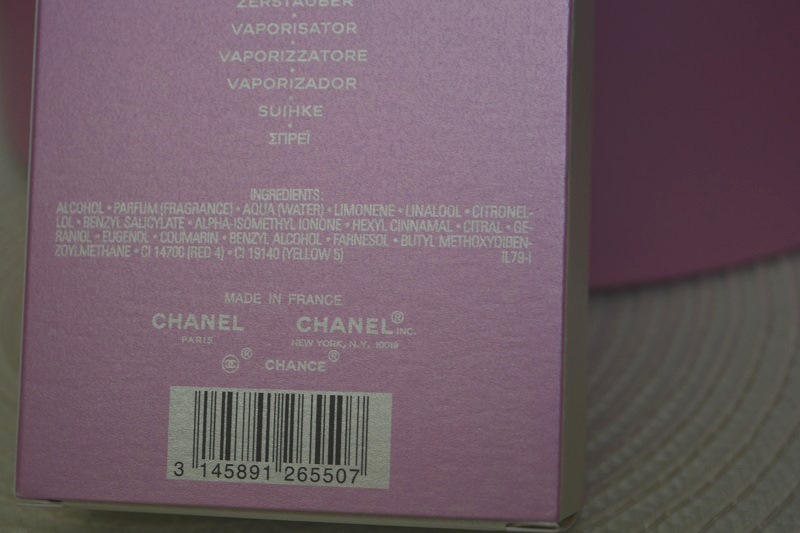 ZERSTÄUBER
•
VAPORISATOR
•
VAPORIZZATORE
•
VAPORIZADOR
•
SUIHKE
•
ΣΠΡΕΪ
INGREDIENTS:
ALCOHOL • PARFUM (FRAGRANCE) • AQUA (WATER) • LIMONENE • LINALOOL • CITRONEL-
LOL • BENZYL SALICYLATE • ALPHA-ISOMETHYL IONONE • HEXYL CINNAMAL • CITRAL • GE-
RANIOL • EUGENOL • COUMARIN • BENZYL ALCOHOL • FARNESOL • BUTYL METHOXYDIBEN-
ZOYLMETHANE • CI 14700 (RED 4) • CI 19140 (YELLOW 5) IL79-I
MADE IN FRANCE
CHANEL CHANEL® INC.
PARIS NEW YORK, N.Y. 10019
® CHANCE®
3 145891 265507